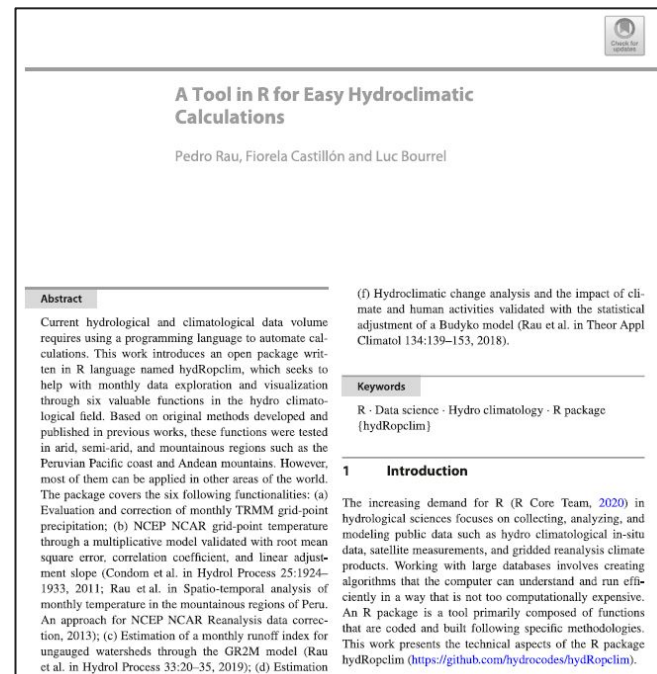 Check for
updates
A Tool in R for Easy Hydroclimatic
Calculations
Pedro Rau, Fiorela Castillón and Luc Bourrel
Abstract
Current hydrological and climatological data volume
requires using a programming language to automate cal-
culations. This work introduces an open package writ-
ten in R language named hydRopclim, which seeks to
help with monthly data exploration and visualization
through six valuable functions in the hydro climato-
logical field. Based on original methods developed and
published in previous works, these functions were tested
in arid, semi-arid, and mountainous regions such as the
Peruvian Pacific coast and Andean mountains. However,
most of them can be applied in other areas of the world.
The package covers the six following functionalities: (a)
Evaluation and correction of monthly TRMM grid-point
precipitation; (b) NCEP NCAR grid-point temperature
through a multiplicative model validated with root mean
square error, correlation coefficient, and linear adjust-
ment slope (Condom et al. in Hydrol Process 25:1924–
1933, 2011; Rau et al. in Spatio-temporal analysis of
monthly temperature in the mountainous regions of Peru.
An approach for NCEP NCAR Reanalysis data correc-
tion, 2013); (c) Estimation of a monthly runoff index for
ungauged watersheds through the GR2M model (Rau
et al. in Hydrol Process 33:20–35, 2019); (d) Estimation
(f) Hydroclimatic change analysis and the impact of cli-
mate and human activities validated with the statistical
adjustment of a Budyko model (Rau et al. in Theor Appl
Climatol 134:139–153, 2018).
Keywords
R · Data science · Hydro climatology · R package
{hydRopclim}
1 Introduction
The increasing demand for R (R Core Team, 2020) in
hydrological sciences focuses on collecting, analyzing, and
modeling public data such as hydro climatological in-situ
data, satellite measurements, and gridded reanalysis climate
products. Working with large databases involves creating
algorithms that the computer can understand and run effi-
ciently in a way that is not too computationally expensive.
An R package is a tool primarily composed of functions
that are coded and built following specific methodologies.
This work presents the technical aspects of the R package
hydRopclim (https://github.com/hydrocodes/hydRopclim).